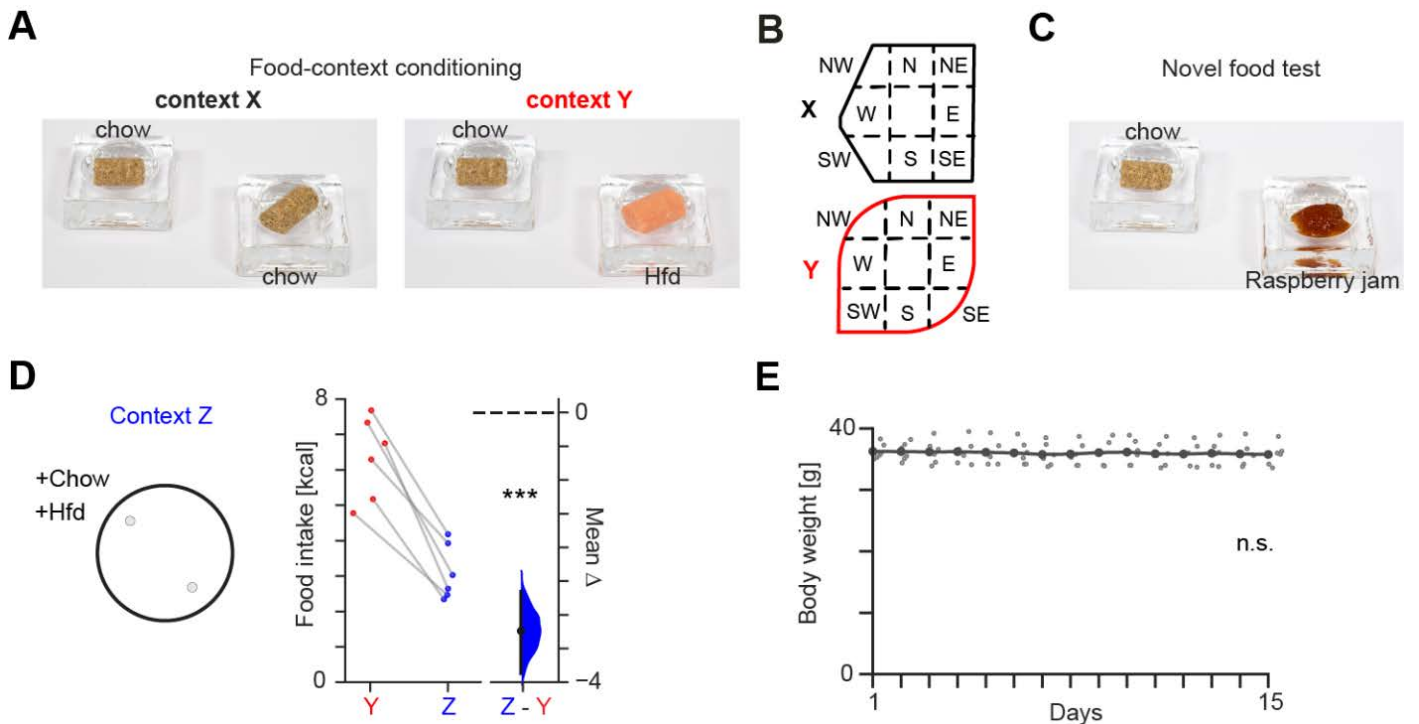 A
Food-context conditioning
context X
chow
chow
context Y
chow
Hfd
B
X
NW N NE
W E
SW S SE
Y
NW N NE
W E
SW S SE
C
Novel food test
chow
Raspberry jam
D
Context Z
+Chow
+Hfd
Food intake [kcal]
8
0
Y Z
***
0
−4
Mean Δ
Z - Y
E
Body weight [g]
40
0
n.s.
1 15
Days